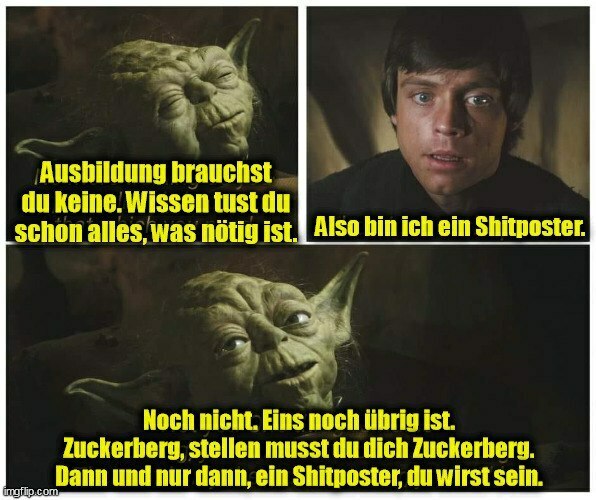 Ausbildung brauchst
du keine. Wissen tust du
schon alles, was nötig ist.
Also bin ich ein Shitposter.
Noch nicht. Eins noch übrig ist.
Zuckerberg, stellen musst du dich Zuckerberg.
Dann und nur dann, ein Shitposter, du wirst sein.
imgflip.com